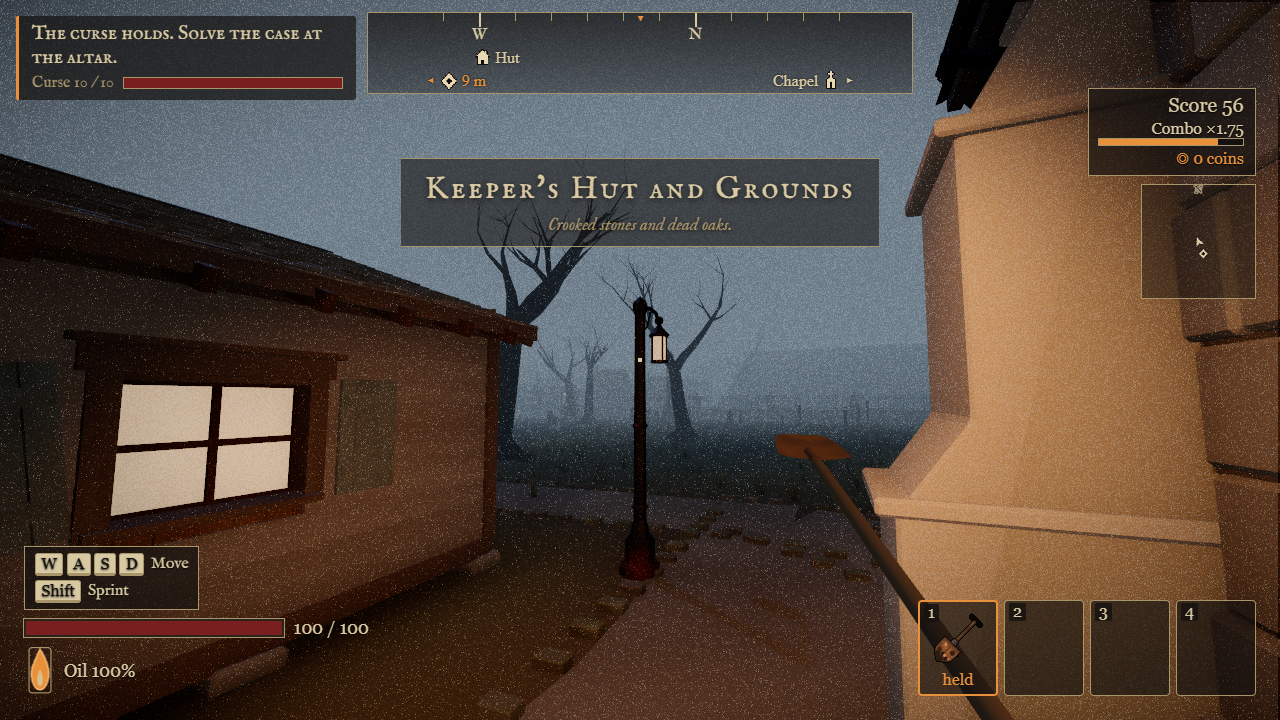 The curse holds. Solve the case at
the altar.
Curse 10 / 10
W N
Hut
9 m
Chapel
Score 56
Combo ×1.75
0 coins
N
Keeper's Hut and Grounds
Crooked stones and dead oaks.
W A S D Move
Shift Sprint
100 / 100
Oil 100%
1 2 3 4
held